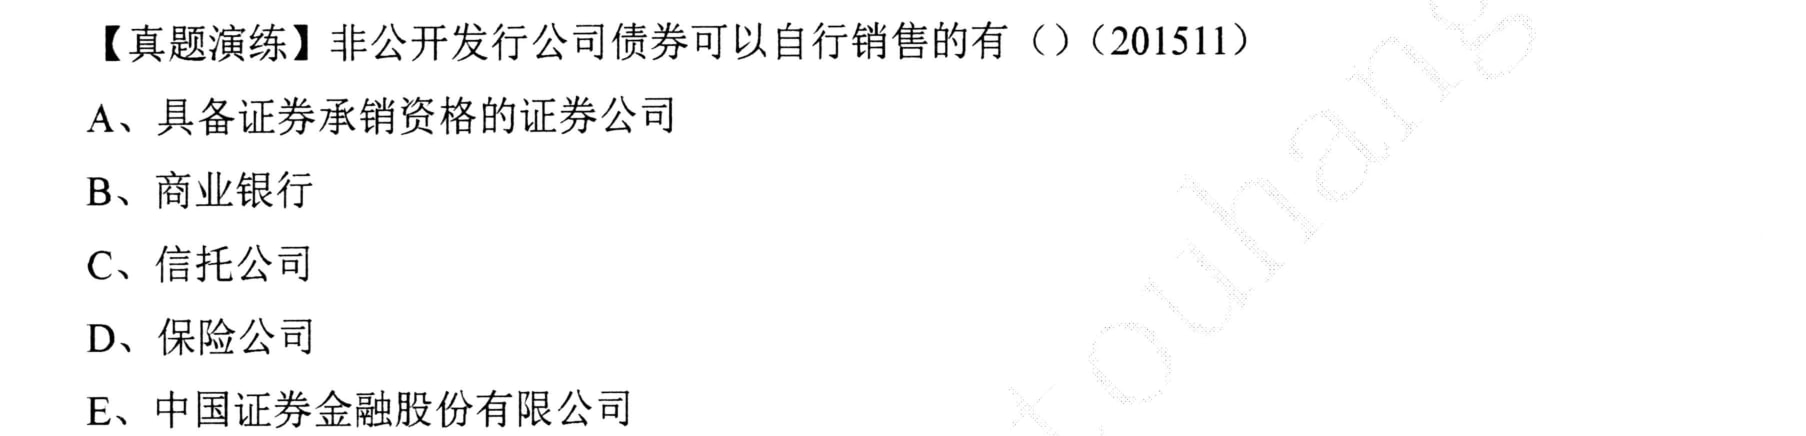 【真题演练】非公开发行公司债券可以自行销售的有（）（201511）
A、具备证券承销资格的证券公司
B、商业银行
C、信托公司
D、保险公司
E、中国证券金融股份有限公司
touhang